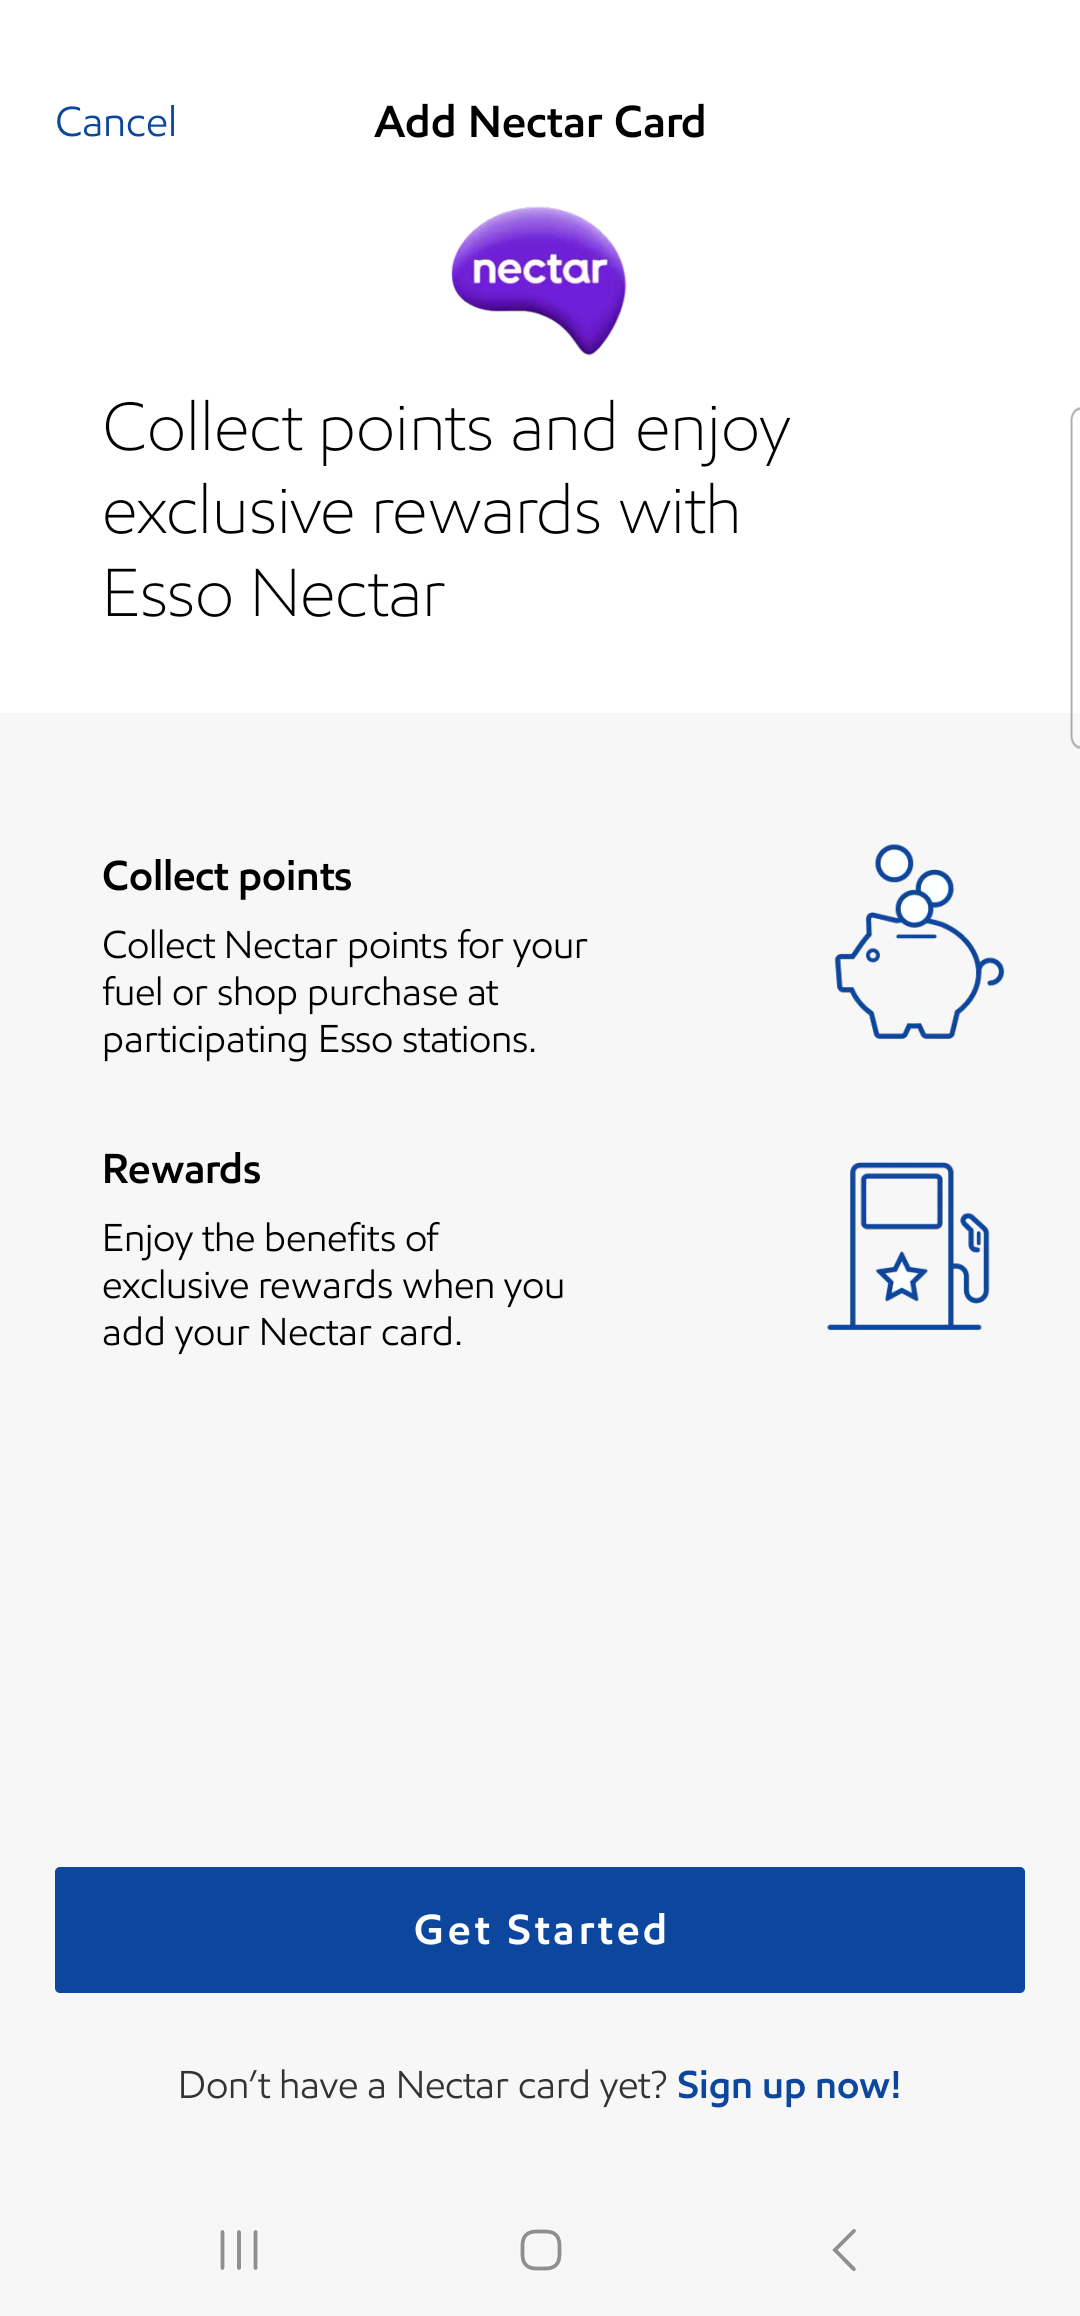 Cancel
Add Nectar Card
nectar
Collect points and enjoy
exclusive rewards with
Esso Nectar
Collect points
Collect Nectar points for your
fuel or shop purchase at
participating Esso stations.
Rewards
Enjoy the benefits of
exclusive rewards when you
add your Nectar card.
Get Started
Don’t have a Nectar card yet? Sign up now!